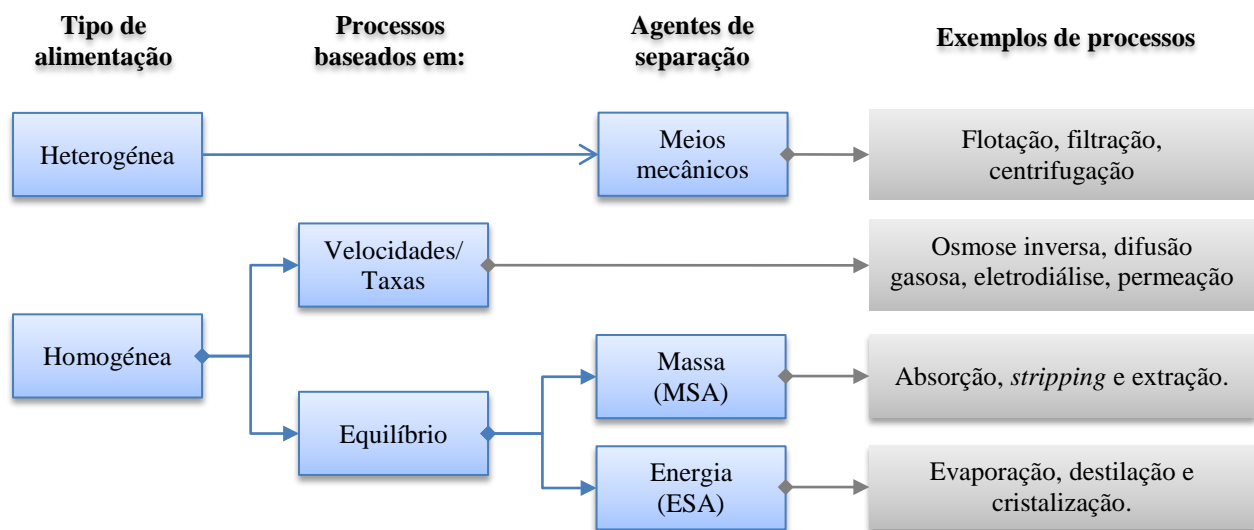 Tipo de
alimentação
Processos
baseados em:
Agentes de
separação
Exemplos de processos
Heterogénea
Meios
mecânicos
Flotação, filtração,
centrifugação
Velocidades/
Taxas
Osmose inversa, difusão
gasosa, eletrodiálise, permeação
Homogénea
Massa
(MSA)
Absorção, stripping e extração.
Equilíbrio
Energia
(ESA)
Evaporação, destilação e
cristalização.